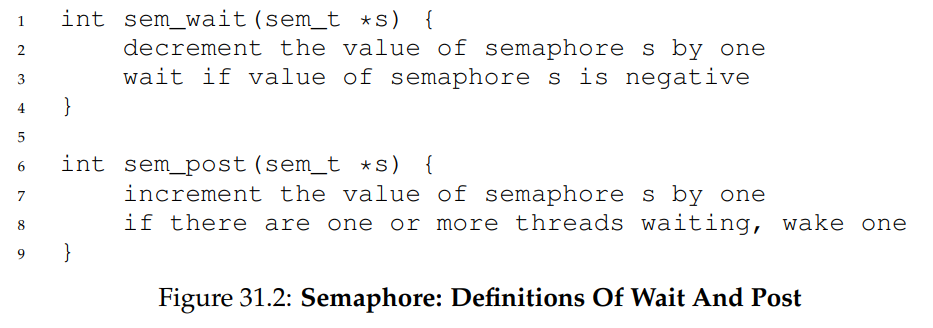 1 int sem_wait(sem_t *s) {
2 decrement the value of semaphore s by one
3 wait if value of semaphore s is negative
4 }
5
6 int sem_post(sem_t *s) {
7 increment the value of semaphore s by one
8 if there are one or more threads waiting, wake one
9 }
Figure 31.2: Semaphore: Definitions Of Wait And Post